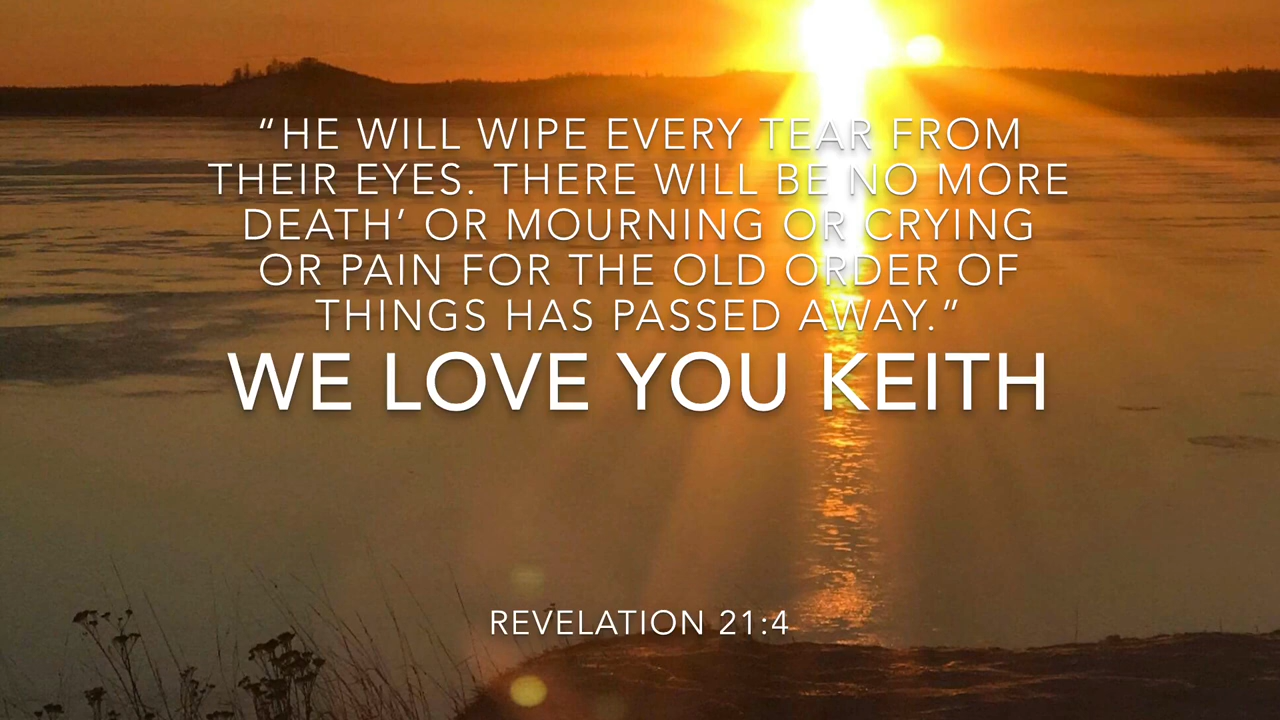 “HE WILL WIPE EVERY TEAR FROM
THEIR EYES. THERE WILL BE NO MORE
DEATH’ OR MOURNING OR CRYING
OR PAIN FOR THE OLD ORDER OF
THINGS HAS PASSED AWAY.”
WE LOVE YOU KEITH
REVELATION 21:4